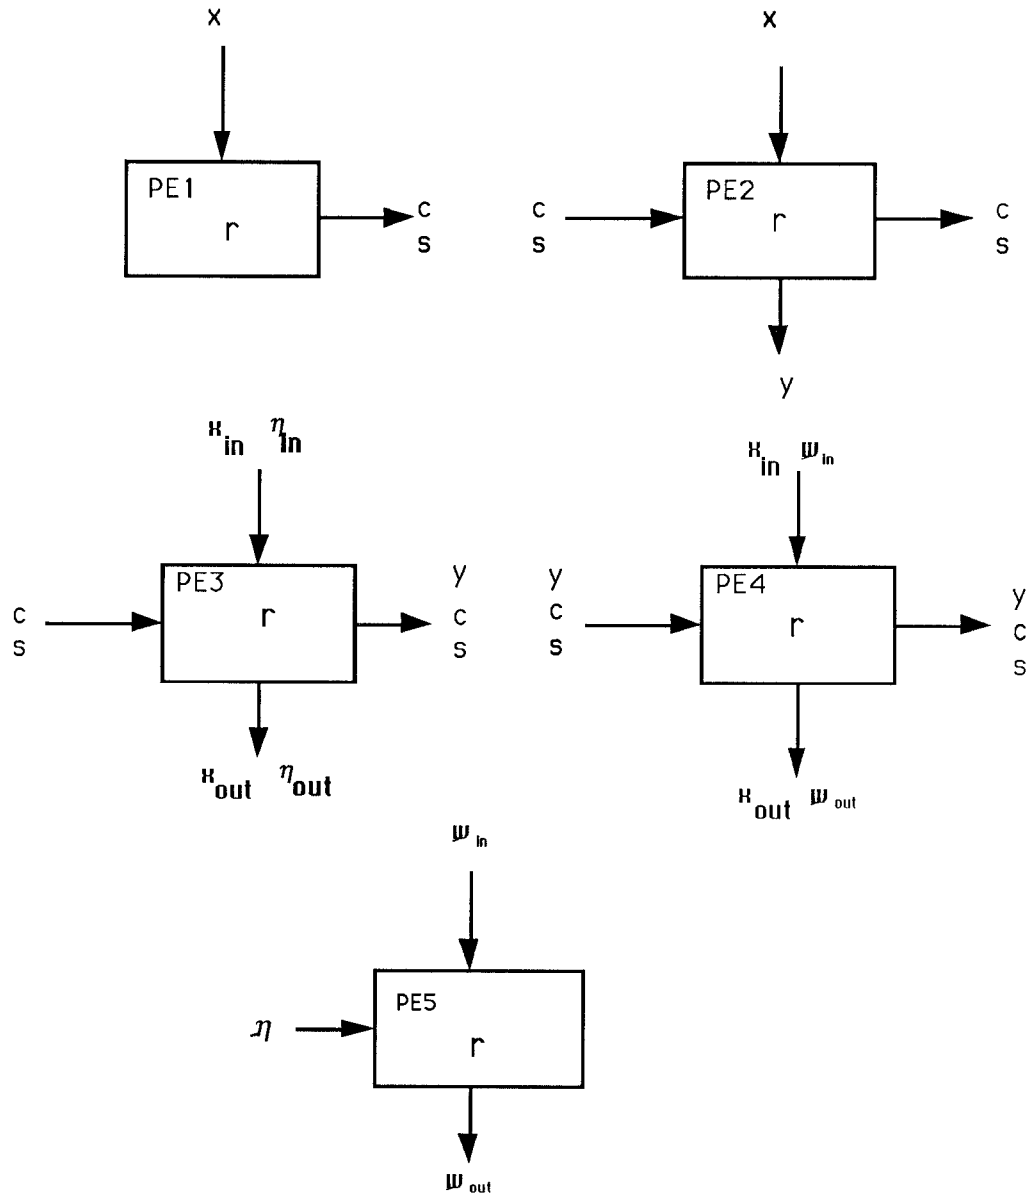 x
x
PE1
r
c
s
c
s
PE2
r
c
s
y
x_in η_in
x_in w_in
c
s
PE3
r
y
c
s
y
c
s
PE4
r
y
c
s
x_out η_out
x_out w_out
w_in
η
PE5
r
w_out